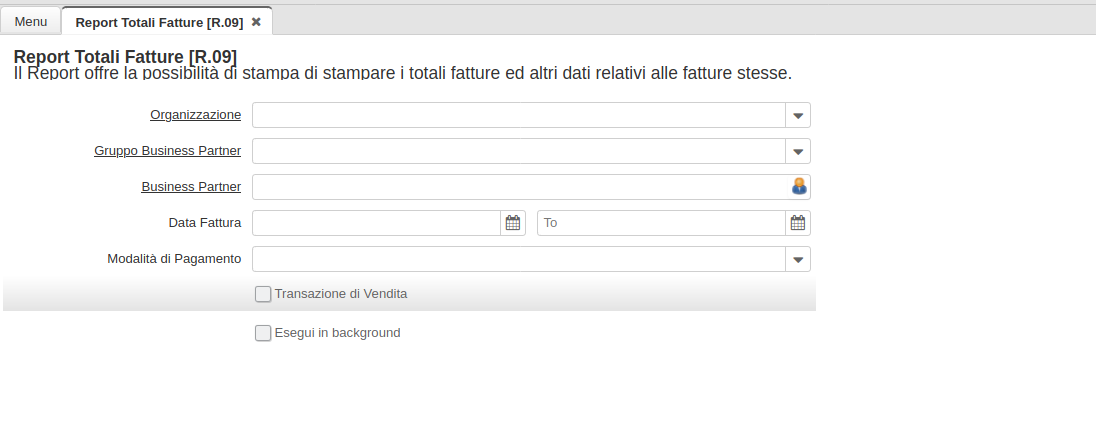 Menu
Report Totali Fatture [R.09]
Report Totali Fatture [R.09]
Il Report offre la possibilità di stampa di stampare i totali fatture ed altri dati relativi alle fatture stesse.
Organizzazione
Gruppo Business Partner
Business Partner
Data Fattura To
Modalità di Pagamento
Transazione di Vendita
Esegui in background